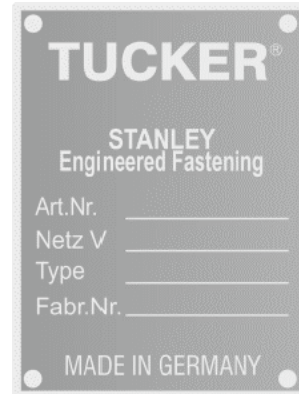 TUCKER®
STANLEY
Engineered Fastening
Art.Nr.
Netz V
Type
Fabr.Nr.
MADE IN GERMANY